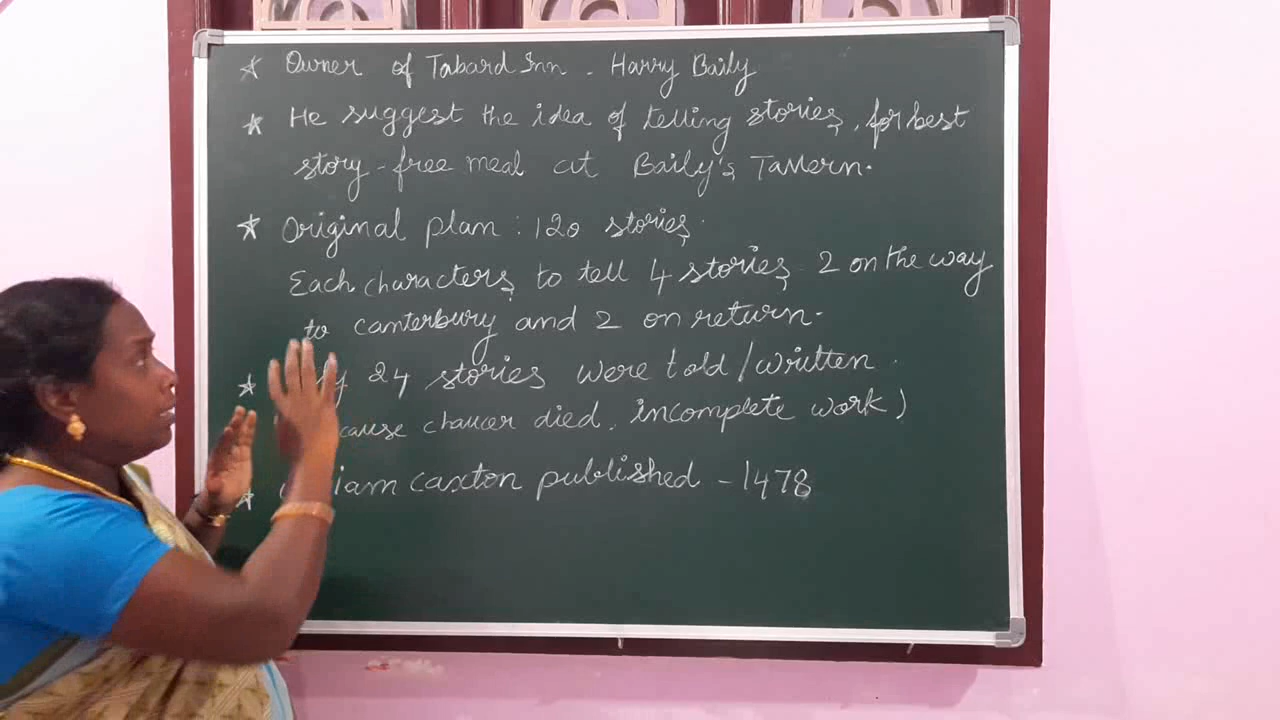 ★ Owner of Tabard Inn - Harry Baily
★ He suggest the idea of telling stories, for best
story - free meal at Baily's Tavern.
★ Original plan : 120 stories.
Each characters to tell 4 stories - 2 on the way
to canterbury and 2 on return.
★ 24 stories were told / written.
chaucer died, incomplete work)
★ caxton published - 1478